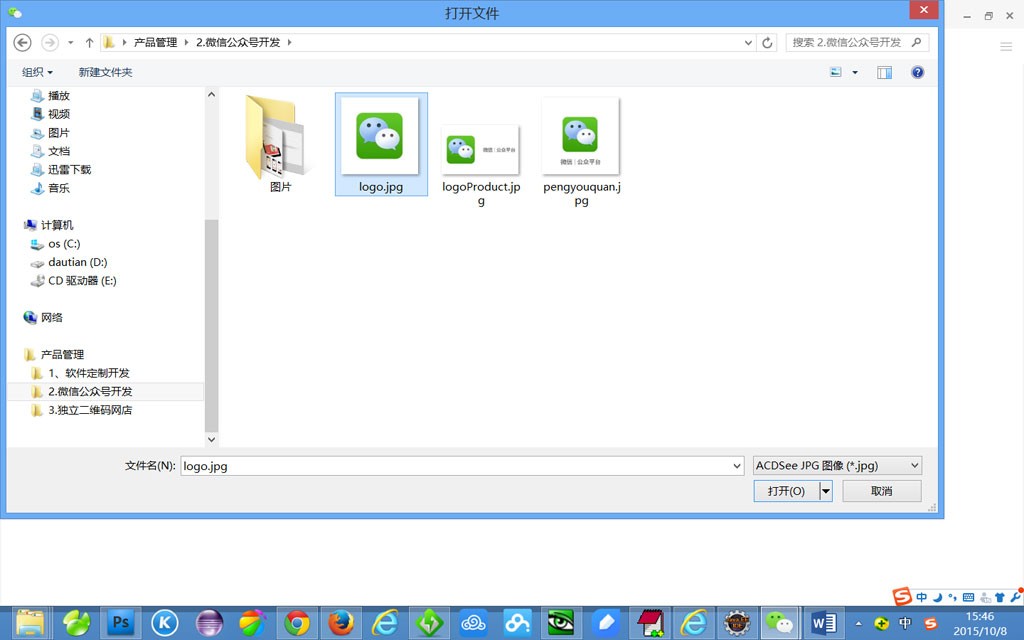 打开文件
产品管理 2.微信公众号开发
搜索 2.微信公众号开发
组织 新建文件夹
播放
视频
图片
文档
迅雷下载
音乐
计算机
os (C:)
dautian (D:)
CD 驱动器 (E:)
网络
产品管理
1、软件定制开发
2.微信公众号开发
3.独立二维码网店
图片
logo.jpg
微信 | 公众平台
logoProduct.jp
g
微信 | 公众平台
pengyouquan.j
pg
文件名(N): logo.jpg
ACDSee JPG 图像 (*.jpg)
打开(O) 取消
S 中
Ps K W 中 S
15:46
2015/10/8